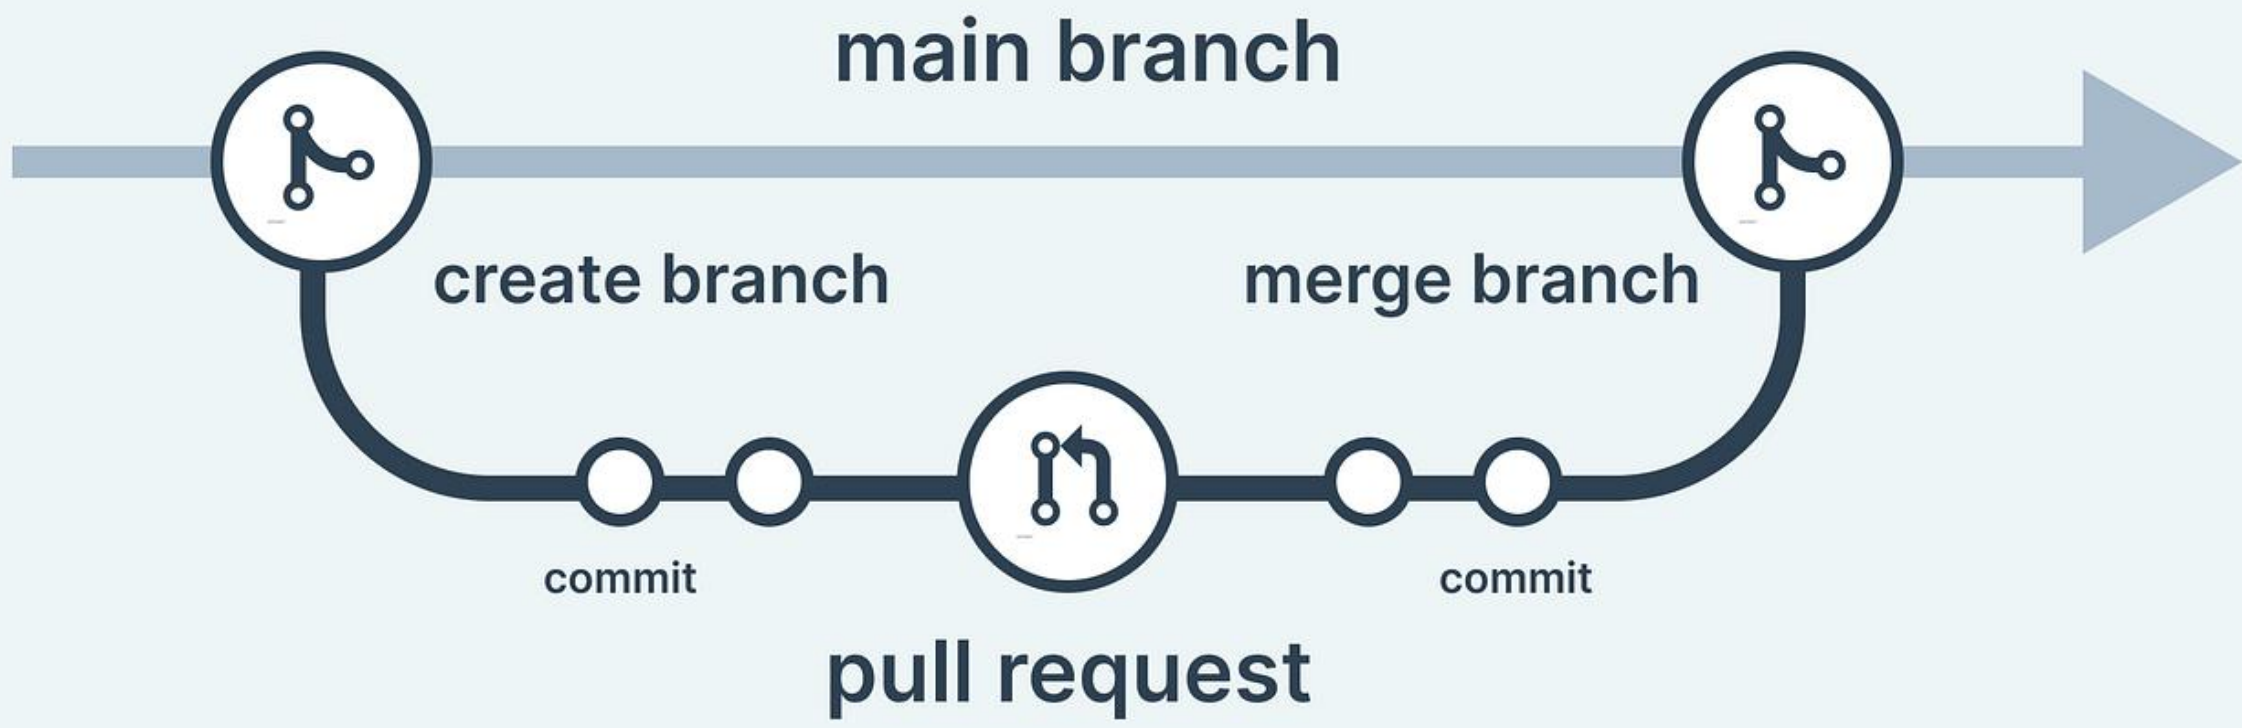 main branch
create branch
merge branch
commit
commit
pull request